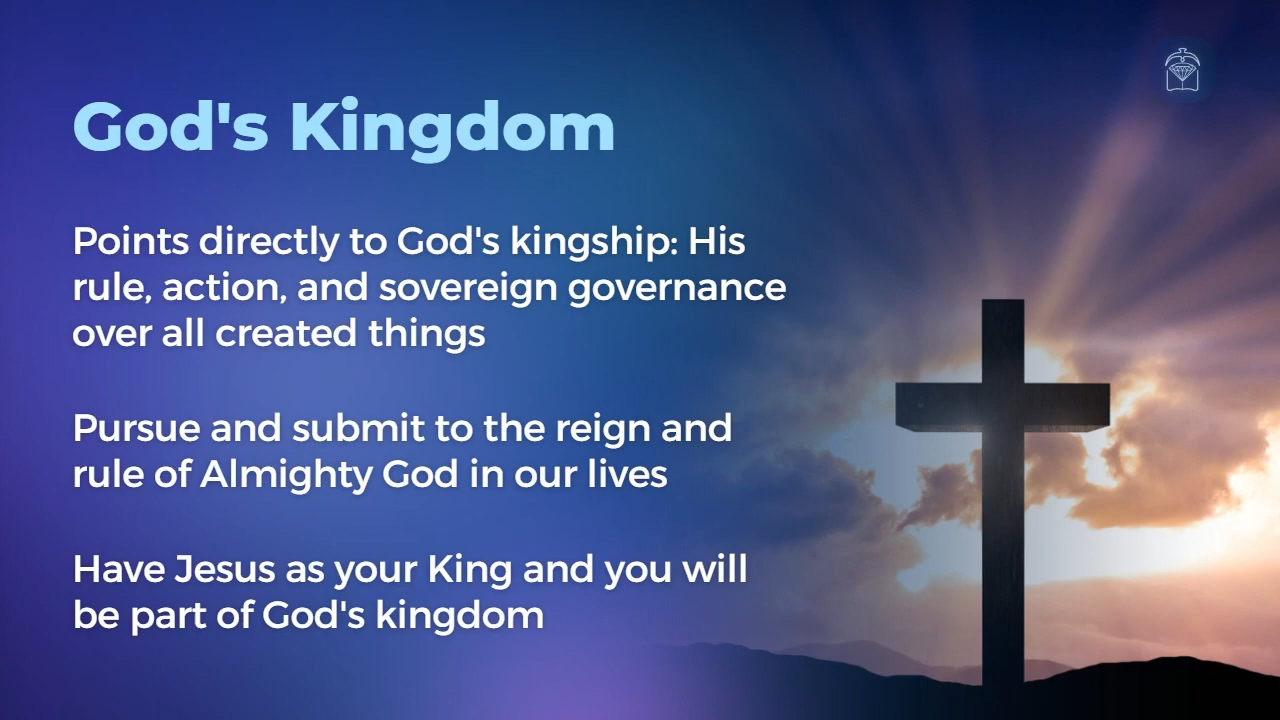 God's Kingdom
Points directly to God's kingship: His
rule, action, and sovereign governance
over all created things
Pursue and submit to the reign and
rule of Almighty God in our lives
Have Jesus as your King and you will
be part of God's kingdom